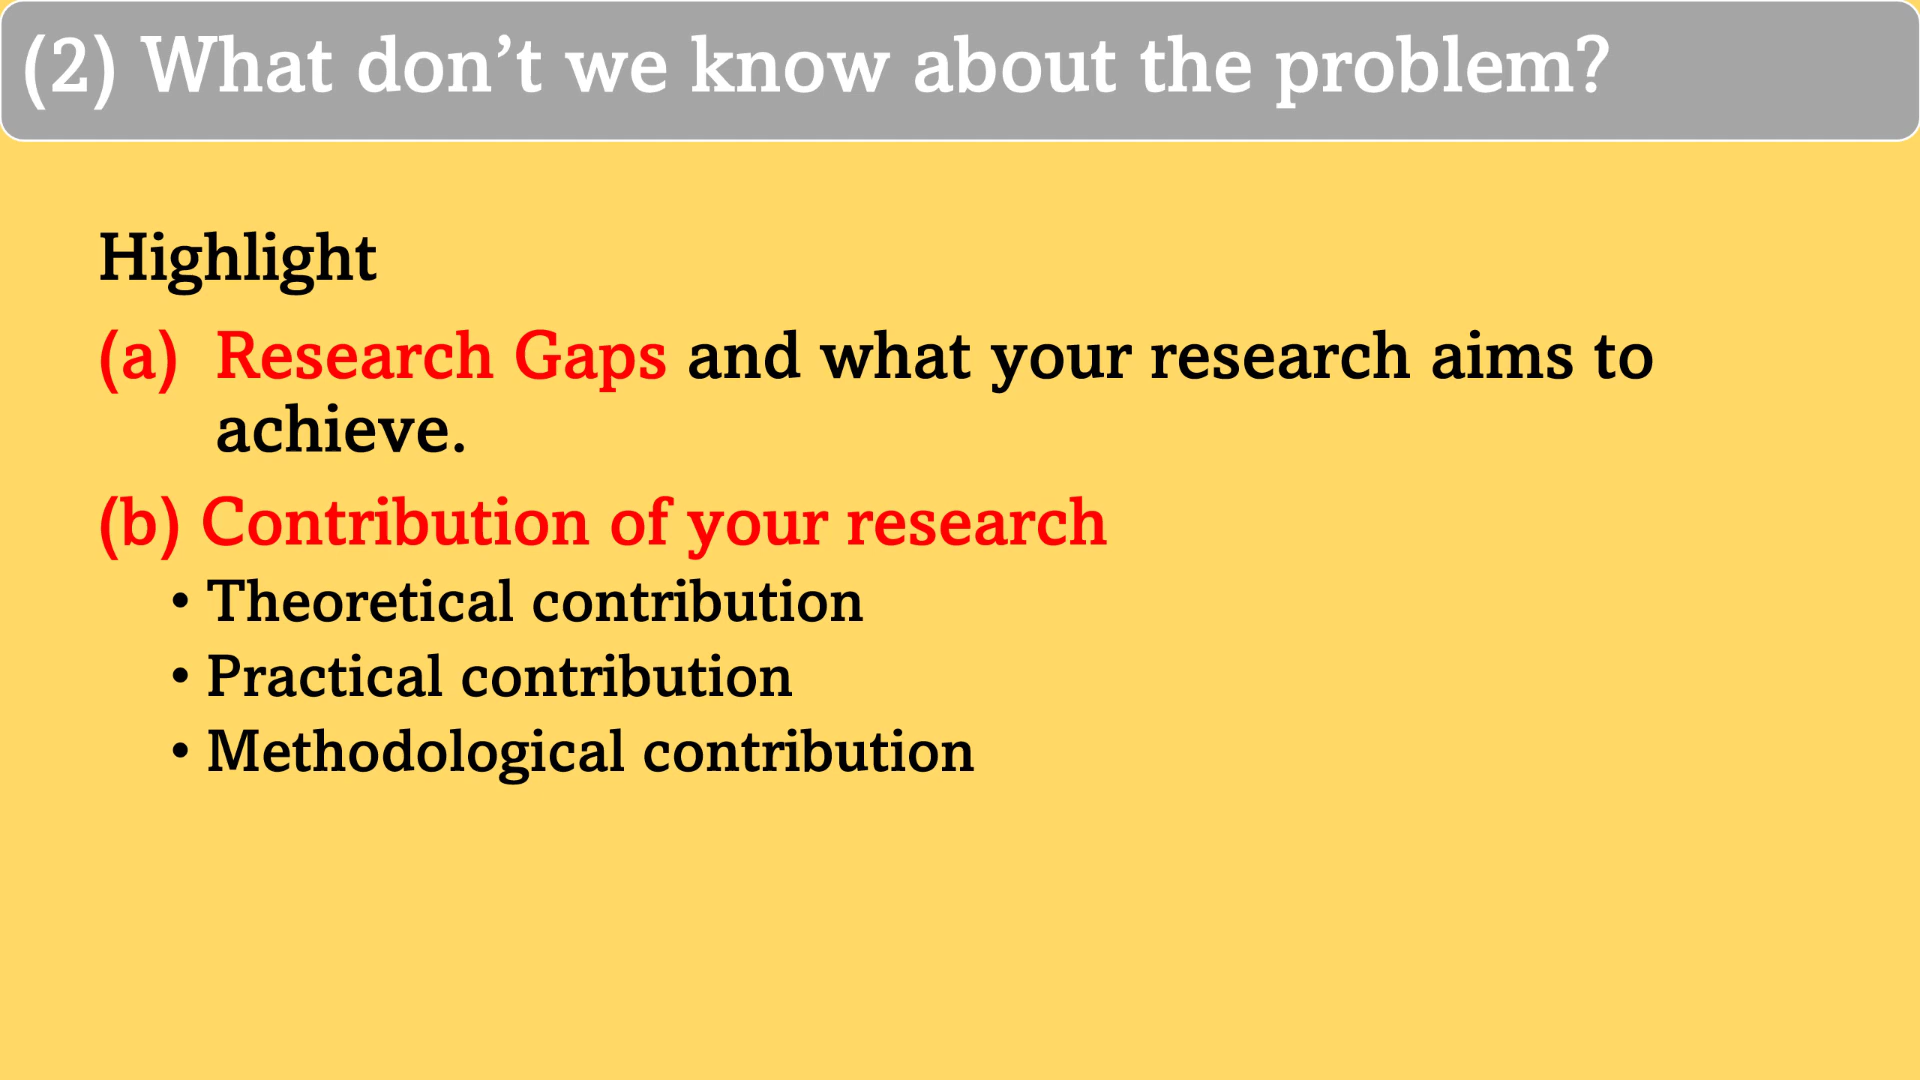 (2) What don’t we know about the problem?
Highlight
(a) Research Gaps and what your research aims to
achieve.
(b) Contribution of your research
• Theoretical contribution
• Practical contribution
• Methodological contribution